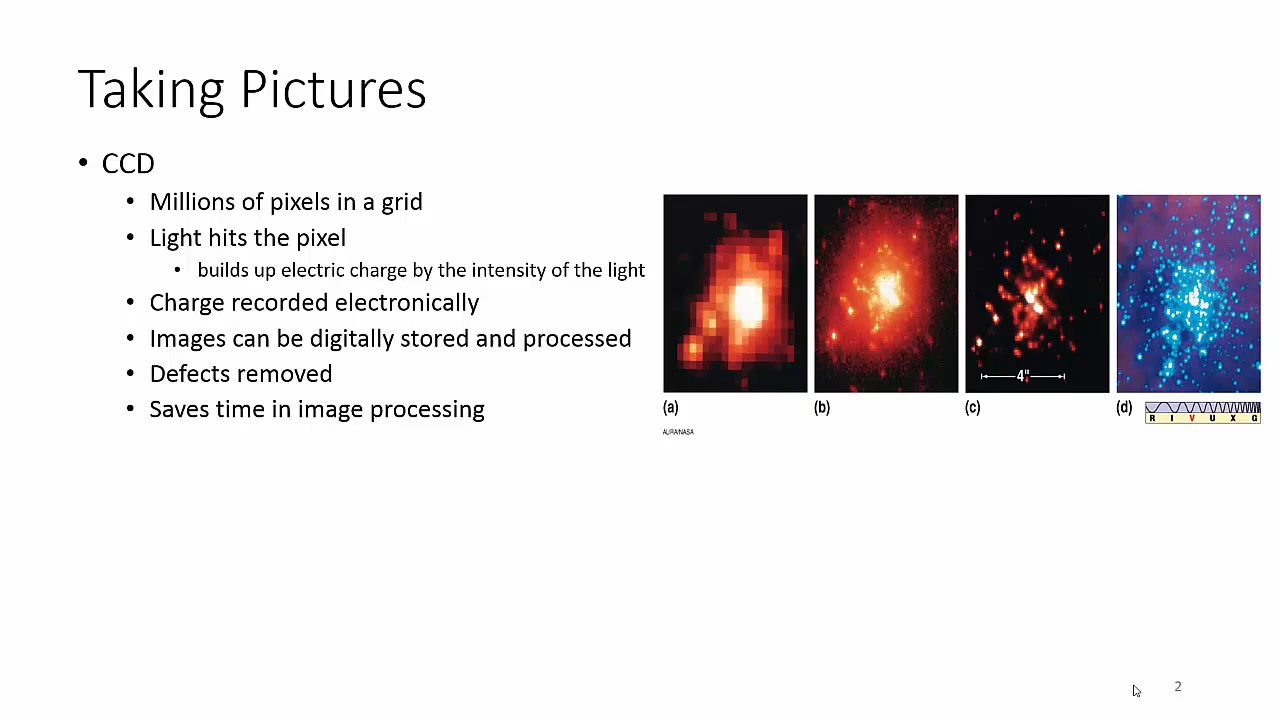 Taking Pictures
• CCD
• Millions of pixels in a grid
• Light hits the pixel
• builds up electric charge by the intensity of the light
• Charge recorded electronically
• Images can be digitally stored and processed
• Defects removed
• Saves time in image processing
4"
(a)
(b)
(c)
(d)
R I V U X G
AURA/NASA
2